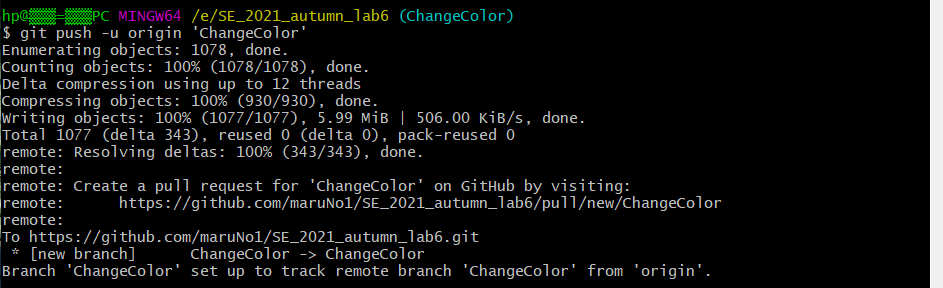 hp@▒▒▒=▒▒▒PC MINGW64 /e/SE_2021_autumn_lab6 (ChangeColor)
$ git push -u origin 'ChangeColor'
Enumerating objects: 1078, done.
Counting objects: 100% (1078/1078), done.
Delta compression using up to 12 threads
Compressing objects: 100% (930/930), done.
Writing objects: 100% (1077/1077), 5.99 MiB | 506.00 KiB/s, done.
Total 1077 (delta 343), reused 0 (delta 0), pack-reused 0
remote: Resolving deltas: 100% (343/343), done.
remote:
remote: Create a pull request for 'ChangeColor' on GitHub by visiting:
remote:      https://github.com/maruNo1/SE_2021_autumn_lab6/pull/new/ChangeColor
remote:
To https://github.com/maruNo1/SE_2021_autumn_lab6.git
 * [new branch]      ChangeColor -> ChangeColor
Branch 'ChangeColor' set up to track remote branch 'ChangeColor' from 'origin'.